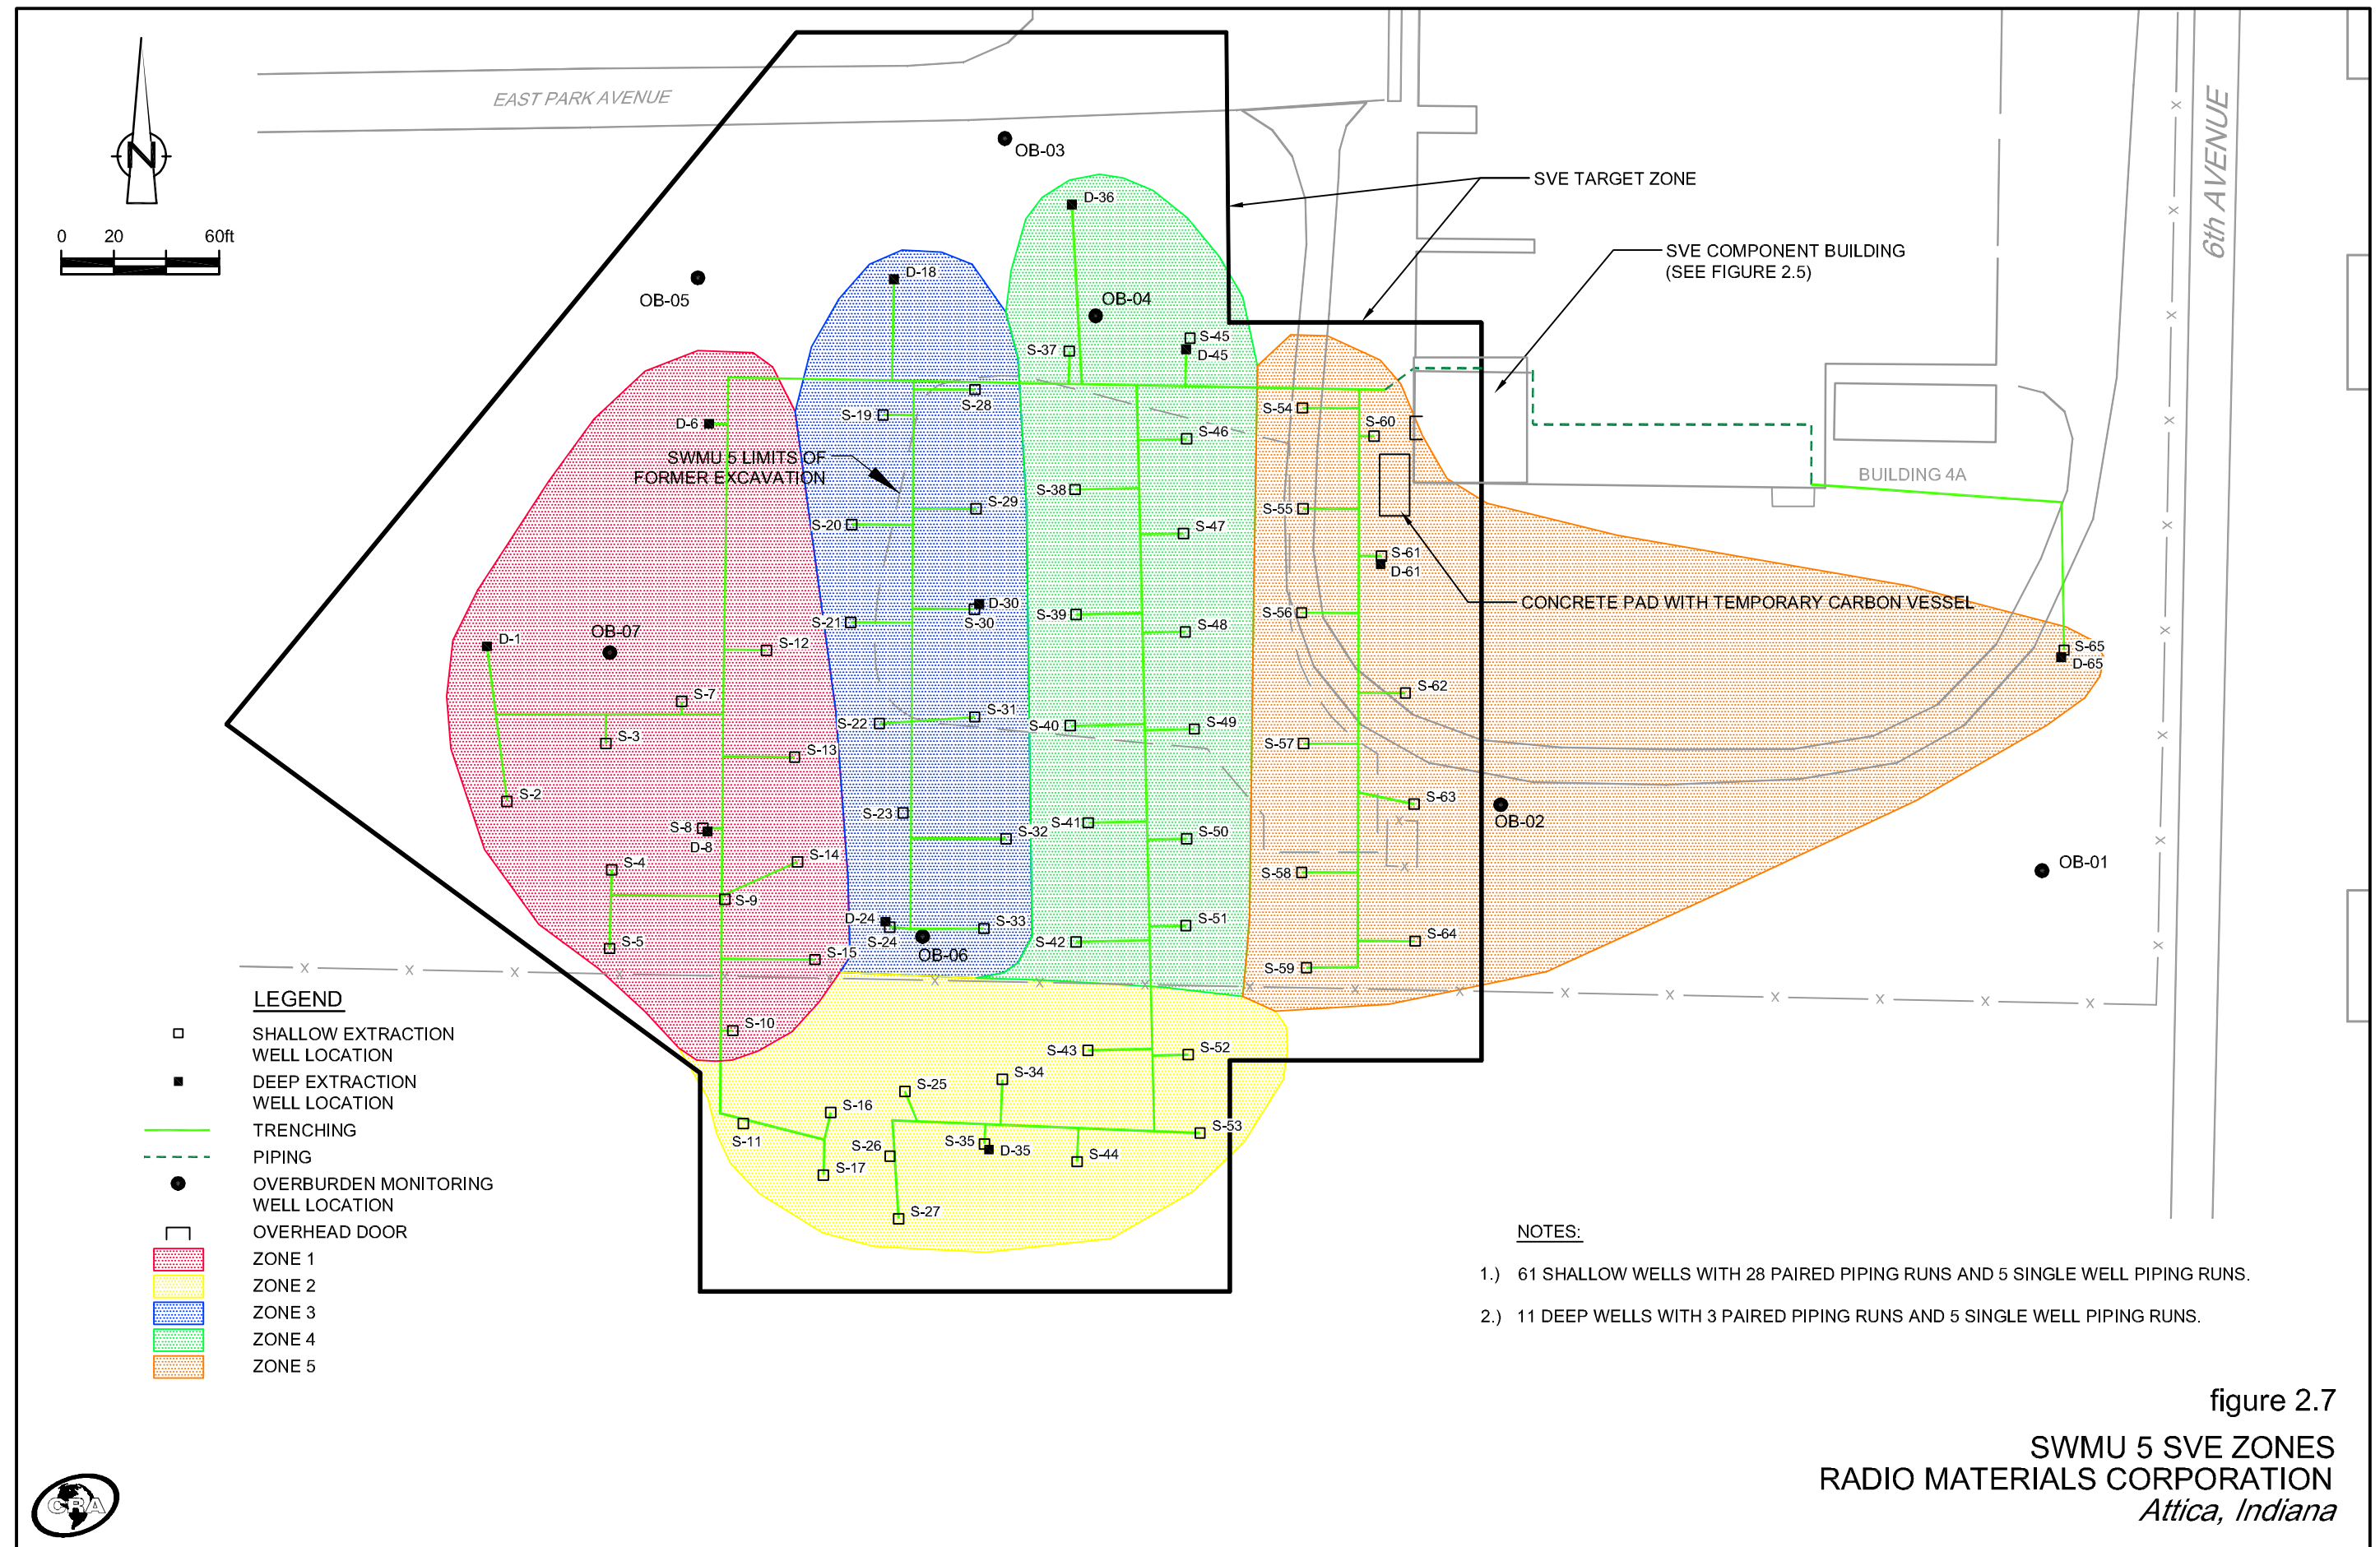 EAST PARK AVENUE
6th AVENUE
N
0 20 60ft
OB-03
SVE TARGET ZONE
D-36
SVE COMPONENT BUILDING
(SEE FIGURE 2.5)
D-18
OB-05
OB-04
S-45
S-37
D-45
S-28
S-19
S-54
S-60
D-6
S-46
SWMU 5 LIMITS OF
FORMER EXCAVATION
BUILDING 4A
S-38
S-29
S-55
S-20
S-47
S-61
D-61
D-30
CONCRETE PAD WITH TEMPORARY CARBON VESSEL
S-39
S-56
S-30
S-21
S-48
OB-07
D-1
S-12
S-65
D-65
S-7
S-62
S-31
S-22
S-40
S-49
S-3
S-13
S-57
S-2
S-63
S-23
OB-02
S-8
S-41
S-32
S-50
D-8
S-14
S-4
S-58
OB-01
S-9
D-24
S-33
S-51
S-24
S-42
S-64
S-5
S-15
OB-06
S-59
S-10
S-43
S-52
S-34
S-25
S-16
S-11
S-53
S-26
S-35
D-35
S-44
S-17
S-27
LEGEND
SHALLOW EXTRACTION
WELL LOCATION
DEEP EXTRACTION
WELL LOCATION
TRENCHING
PIPING
OVERBURDEN MONITORING
WELL LOCATION
OVERHEAD DOOR
ZONE 1
ZONE 2
ZONE 3
ZONE 4
ZONE 5
NOTES:
1.) 61 SHALLOW WELLS WITH 28 PAIRED PIPING RUNS AND 5 SINGLE WELL PIPING RUNS.
2.) 11 DEEP WELLS WITH 3 PAIRED PIPING RUNS AND 5 SINGLE WELL PIPING RUNS.
figure 2.7
SWMU 5 SVE ZONES
RADIO MATERIALS CORPORATION
Attica, Indiana
CRA